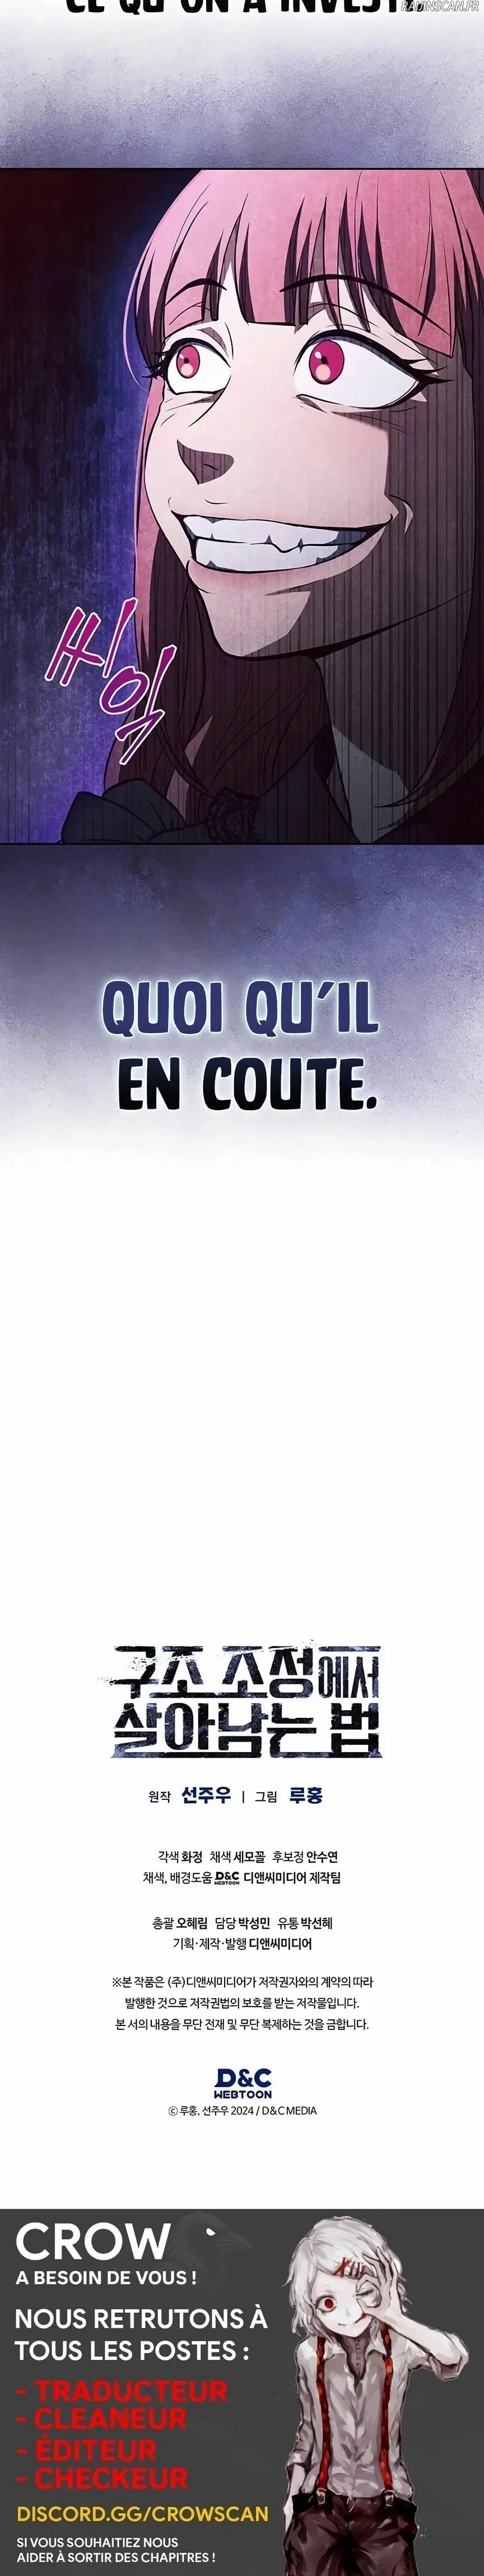 CE QU'ON A INVESTI
RAIJINSCAN.FR
씨익
QUOI QU'IL
EN COUTE.
구조 조정에서
살아남는 법
원작 선주우 | 그림 루홍
각색 화정 채색 세모꼴 후보정 안수연
채색, 배경도움 D&C WEBTOON 디앤씨미디어 제작팀
총괄 오혜림 담당 박성민 유통 박선혜
기획·제작·발행 디앤씨미디어
※본 작품은 (주)디앤씨미디어가 저작권자와의 계약의 따라
발행한 것으로 저작권법의 보호를 받는 저작물입니다.
본 서의 내용을 무단 전재 및 무단 복제하는 것을 금합니다.
D&C
WEBTOON
ⓒ 루홍, 선주우 2024 / D&C MEDIA
CROW
A BESOIN DE VOUS !
NOUS RETRUTONS À
TOUS LES POSTES :
- TRADUCTEUR
- CLEANEUR
- ÉDITEUR
- CHECKEUR
DISCORD.GG/CROWSCAN
SI VOUS SOUHAITIEZ NOUS
AIDER À SORTIR DES CHAPITRES !